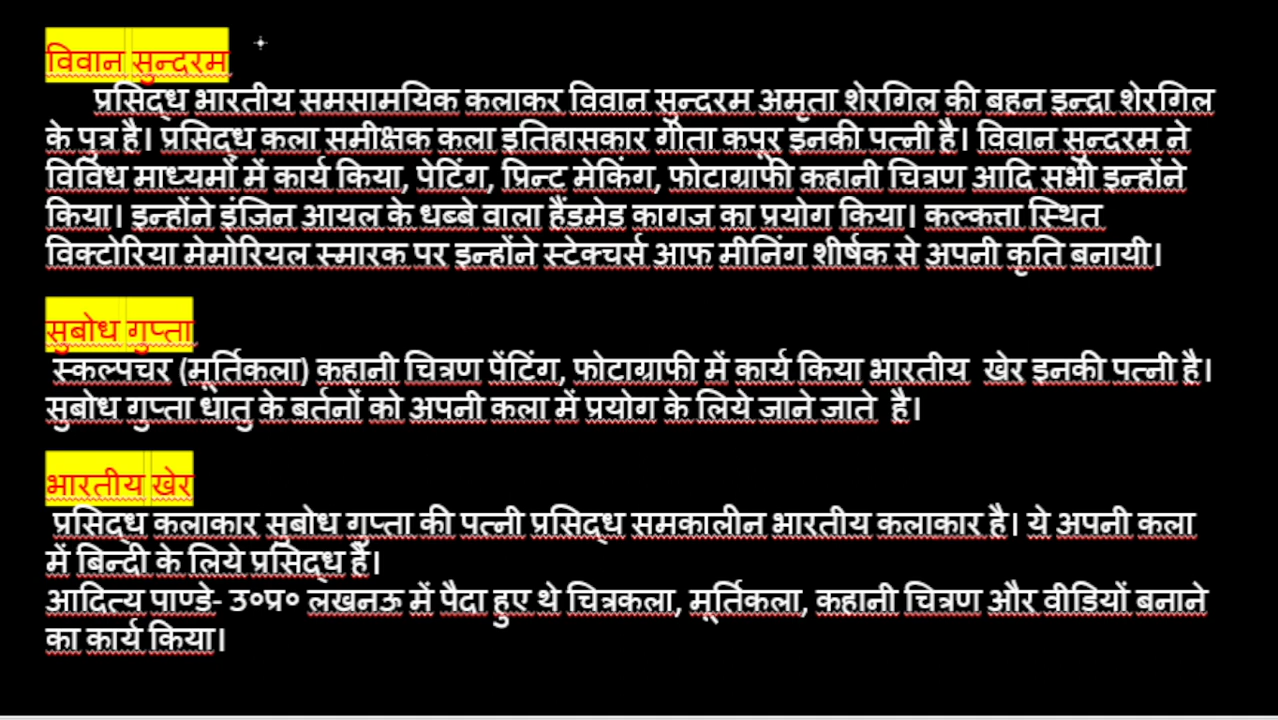 विवान सुन्दरम
प्रसिद्ध भारतीय समसामयिक कलाकर विवान सुन्दरम अमृता शेरगिल की बहन इन्द्रा शेरगिल
के पुत्र है। प्रसिद्ध कला समीक्षक कला इतिहासकार गीता कपूर इनकी पत्नी है। विवान सुन्दरम ने
विविध माध्यमों में कार्य किया, पेटिंग, प्रिन्ट मेकिंग, फोटाग्राफी कहानी चित्रण आदि सभी इन्होंने
किया। इन्होंने इंजिन आयल के धब्बे वाला हैंडमेड कागज का प्रयोग किया। कल्कत्ता स्थित
विक्टोरिया मेमोरियल स्मारक पर इन्होंने स्टेक्चर्स आफ मीनिंग शीर्षक से अपनी कृति बनायी।
सुबोध गुप्ता
स्कल्पचर (मूर्तिकला) कहानी चित्रण पेंटिंग, फोटाग्राफी में कार्य किया भारतीय खेर इनकी पत्नी है।
सुबोध गुप्ता धातु के बर्तनों को अपनी कला में प्रयोग के लिये जाने जाते है।
भारतीय खेर
प्रसिद्ध कलाकार सुबोध गुप्ता की पत्नी प्रसिद्ध समकालीन भारतीय कलाकार है। ये अपनी कला
में बिन्दी के लिये प्रसिद्ध हैं।
आदित्य पाण्डे- उ०प्र० लखनऊ में पैदा हुए थे चित्रकला, मूर्तिकला, कहानी चित्रण और वीडियों बनाने
का कार्य किया।